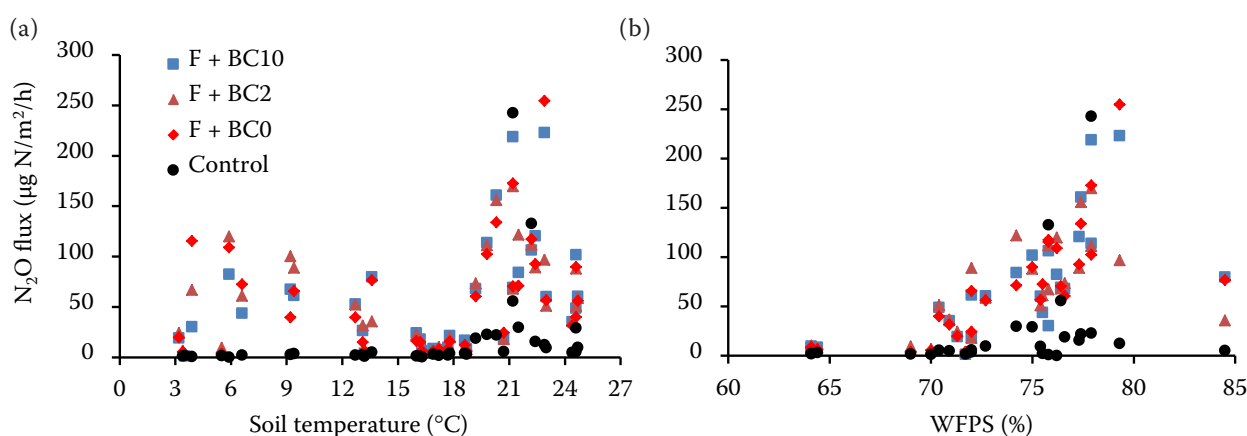 (a)
(b)
300
250
200
150
100
50
0
N₂O flux (µg N/m²/h)
F + BC10
F + BC2
F + BC0
Control
0 3 6 9 12 15 18 21 24 27
Soil temperature (°C)
300
250
200
150
100
50
0
60 65 70 75 80 85
WFPS (%)